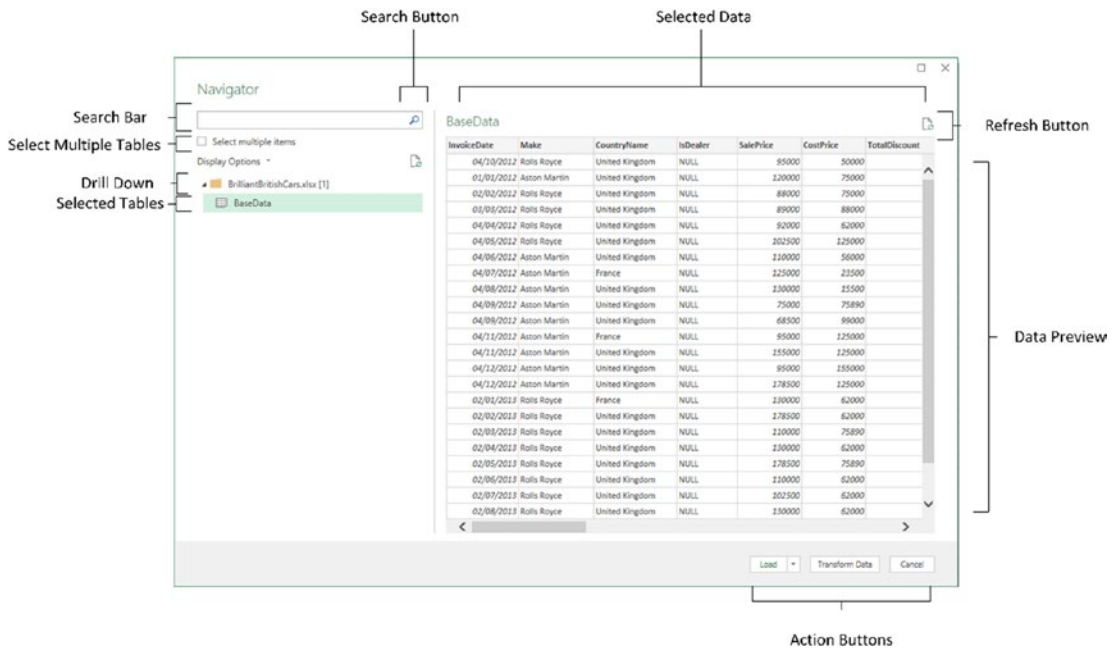 Search Button
Selected Data
Navigator
Search Bar
BaseData
Refresh Button
Select Multiple Tables
Select multiple items
Display Options
Drill Down
BrilliantBritishCars.xlsx [1]
Selected Tables
BaseData
InvoiceDate Make CountryName IsDealer SalePrice CostPrice TotalDiscount
04/10/2012 Rolls Royce United Kingdom NULL 95000 50000
01/01/2012 Aston Martin United Kingdom NULL 120000 75000
02/02/2012 Rolls Royce United Kingdom NULL 88000 75000
03/03/2012 Rolls Royce United Kingdom NULL 89000 88000
04/04/2012 Rolls Royce United Kingdom NULL 92000 62000
04/05/2012 Rolls Royce United Kingdom NULL 102500 125000
04/06/2012 Aston Martin United Kingdom NULL 110000 56000
04/07/2012 Aston Martin France NULL 125000 23500
04/08/2012 Aston Martin United Kingdom NULL 130000 15500
04/09/2012 Aston Martin United Kingdom NULL 75000 75890
04/09/2012 Aston Martin United Kingdom NULL 68500 99000
04/11/2012 Aston Martin France NULL 95000 125000
04/11/2012 Aston Martin United Kingdom NULL 155000 125000
04/12/2012 Aston Martin United Kingdom NULL 95000 155000
04/12/2012 Aston Martin United Kingdom NULL 178500 125000
02/01/2013 Rolls Royce France NULL 130000 62000
02/02/2013 Rolls Royce United Kingdom NULL 178500 62000
02/03/2013 Rolls Royce United Kingdom NULL 110000 75890
02/04/2013 Rolls Royce United Kingdom NULL 130000 62000
02/05/2013 Rolls Royce United Kingdom NULL 178500 75890
02/06/2013 Rolls Royce United Kingdom NULL 110000 62000
02/07/2013 Rolls Royce United Kingdom NULL 102500 62000
02/08/2013 Rolls Royce United Kingdom NULL 130000 62000
Data Preview
Load Transform Data Cancel
Action Buttons